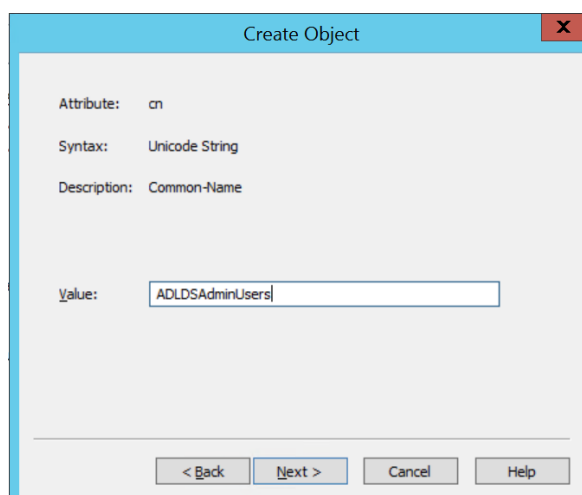 Create Object
X
Attribute: cn
Syntax: Unicode String
Description: Common-Name
Value: ADLDSAdminUsers
< Back Next > Cancel Help